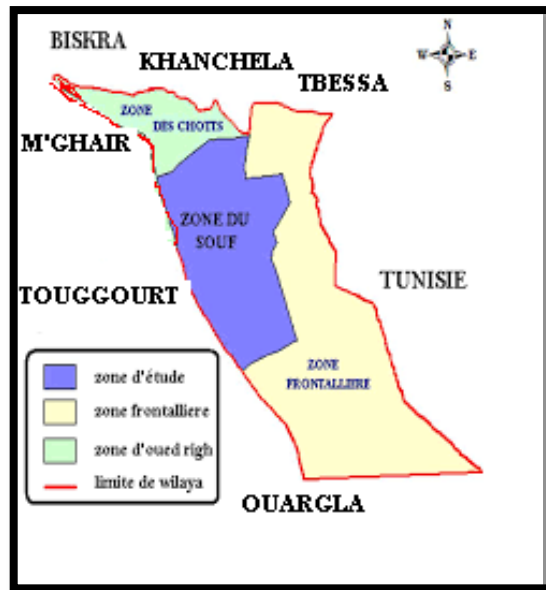 BISKRA
KHANCHELA
TBESSA
N
W E
S
ZONE
DES CHOTTS
M'GHAIR
ZONE DU
SOUF
TUNISIE
TOUGGOURT
ZONE
FRONTALLIERE
zone d'étude
zone frontalliere
zone d'oued righ
limite de wilaya
OUARGLA